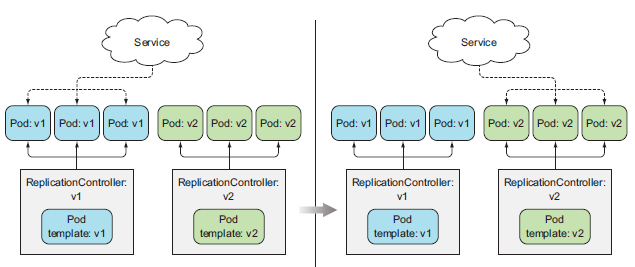 Service
Pod: v1
Pod: v1
Pod: v1
Pod: v2
Pod: v2
Pod: v2
ReplicationController:
v1
Pod
template: v1
ReplicationController:
v2
Pod
template: v2
Service
Pod: v1
Pod: v1
Pod: v1
Pod: v2
Pod: v2
Pod: v2
ReplicationController:
v1
Pod
template: v1
ReplicationController:
v2
Pod
template: v2